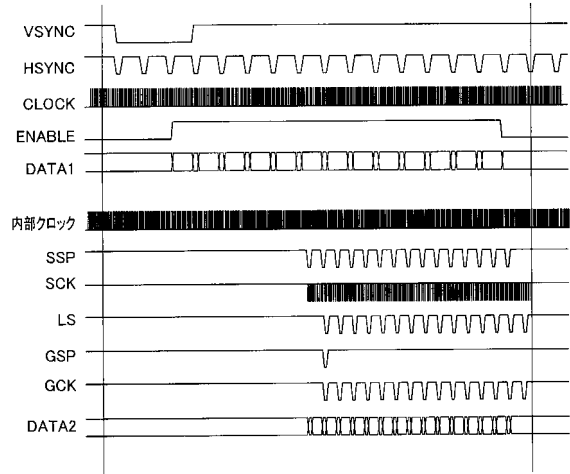 VSYNC
HSYNC
CLOCK
ENABLE
DATA1
内部クロック
SSP
SCK
LS
GSP
GCK
DATA2